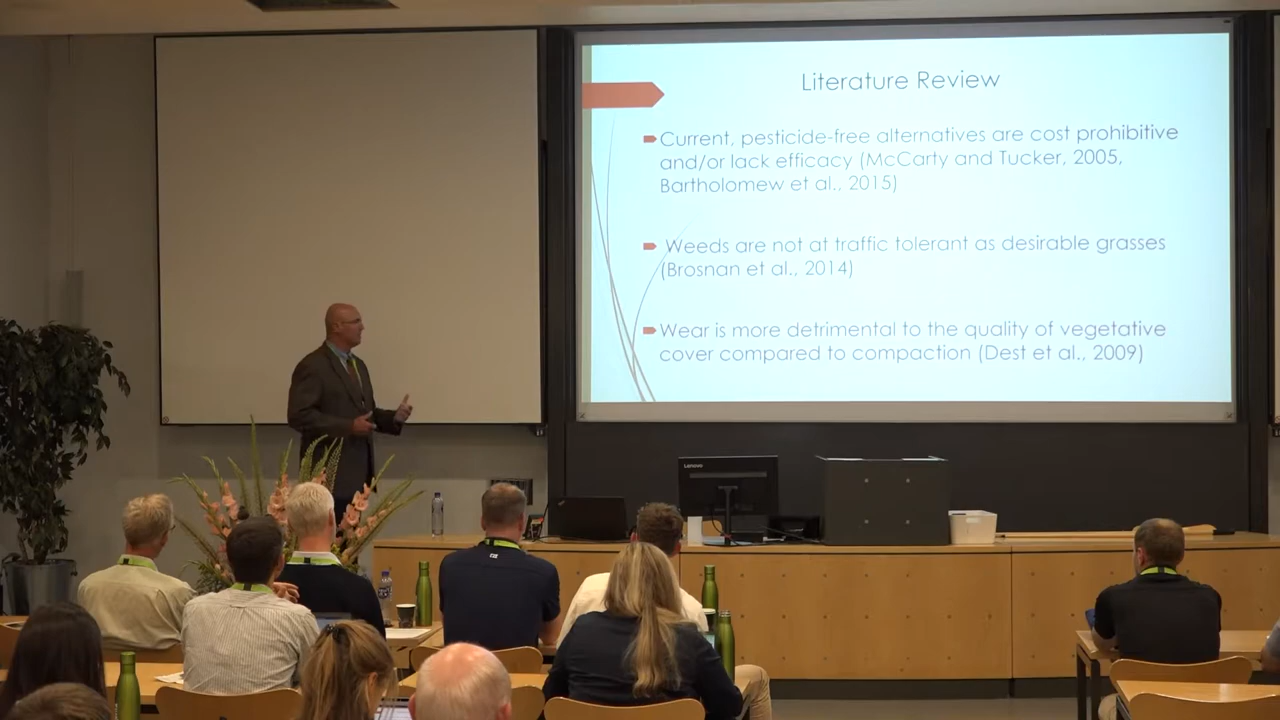 Literature Review
Current, pesticide-free alternatives are cost prohibitive
and/or lack efficacy (McCarty and Tucker, 2005,
Bartholomew et al., 2015)
Weeds are not at traffic tolerant as desirable grasses
(Brosnan et al., 2014)
Wear is more detrimental to the quality of vegetative
cover compared to compaction (Dest et al., 2009)
Lenovo